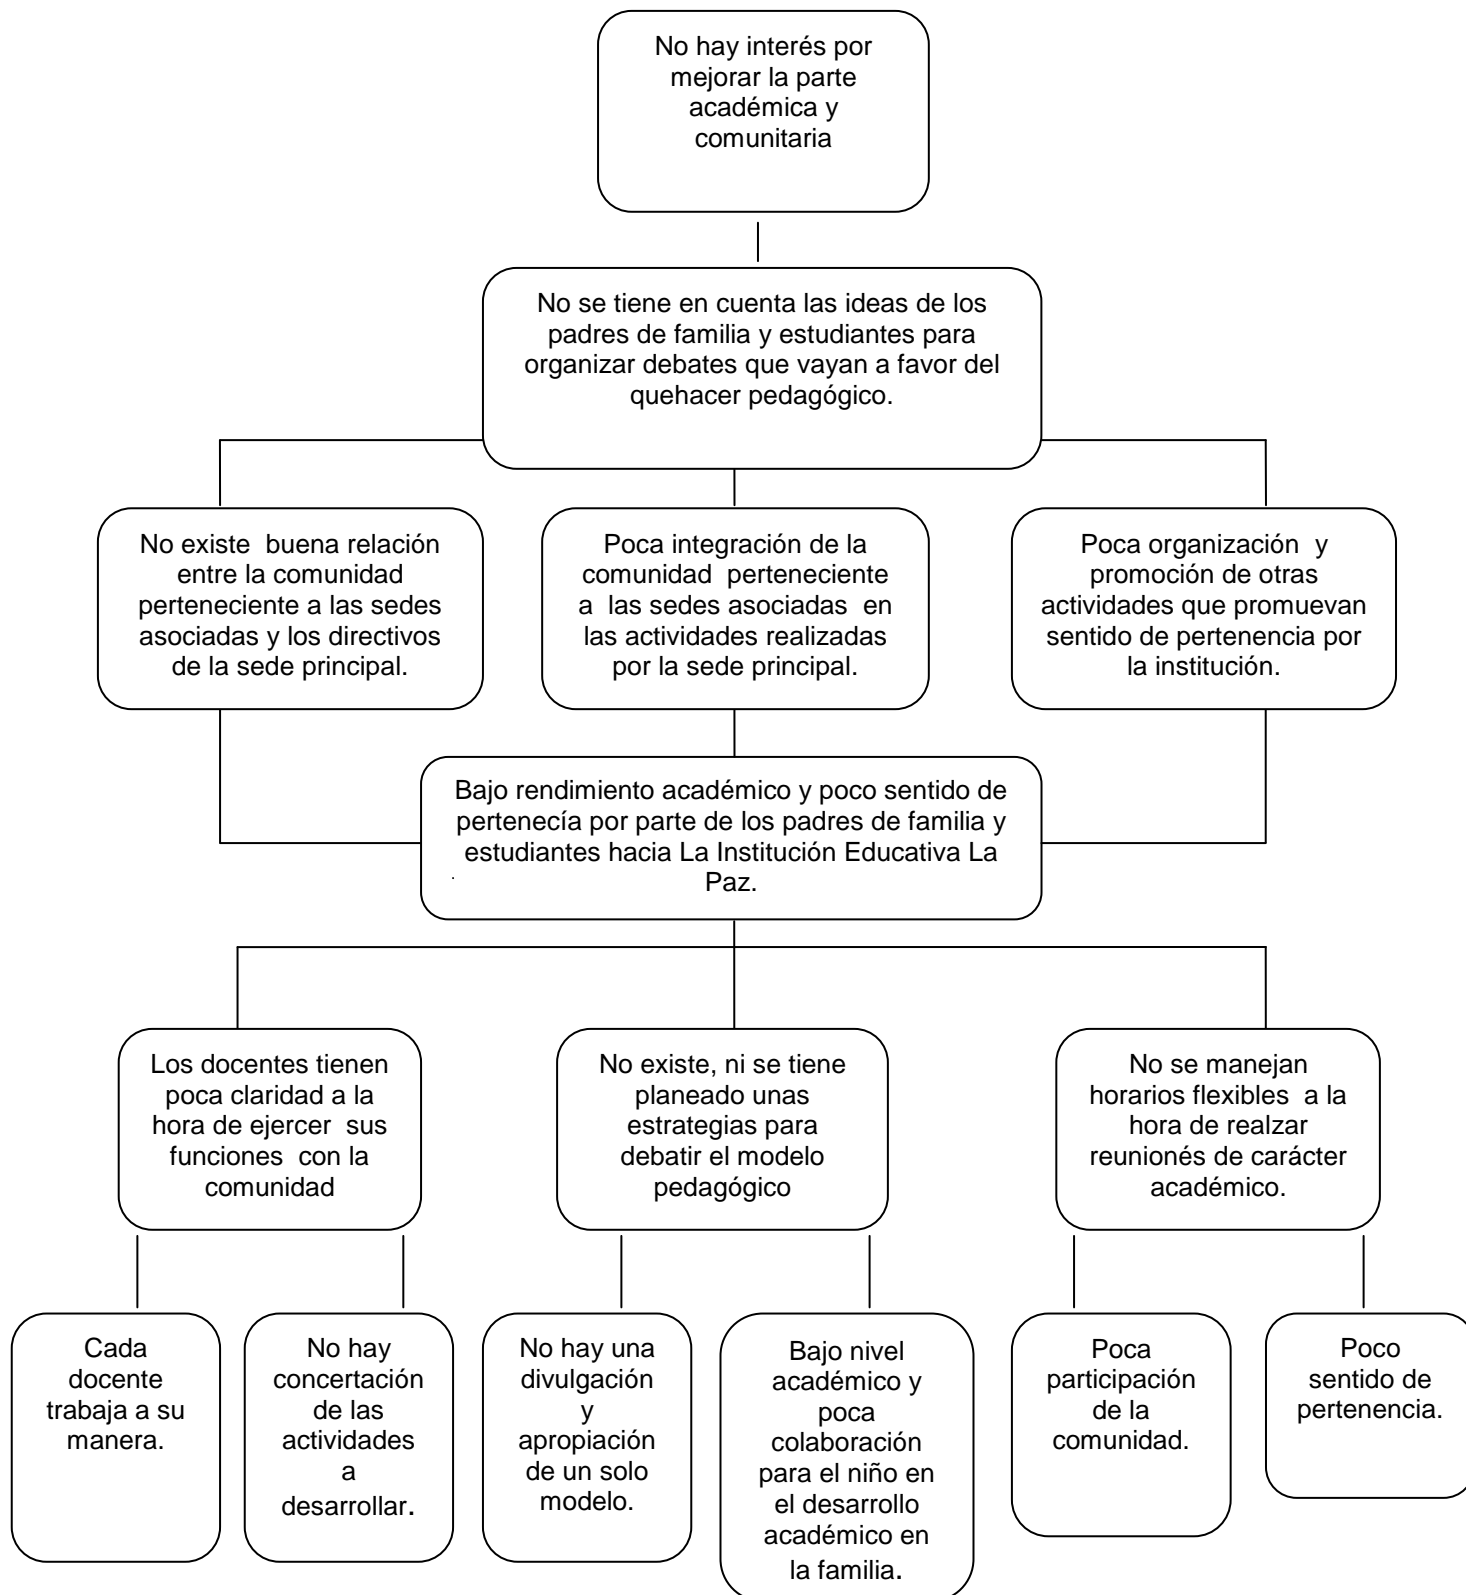 No hay interés por
mejorar la parte
académica y
comunitaria
No se tiene en cuenta las ideas de los
padres de familia y estudiantes para
organizar debates que vayan a favor del
quehacer pedagógico.
No existe  buena relación
entre la comunidad
perteneciente a las sedes
asociadas y los directivos
de la sede principal.
Poca integración de la
comunidad  perteneciente
a  las sedes asociadas  en
las actividades realizadas
por la sede principal.
Poca organización  y
promoción de otras
actividades que promuevan
sentido de pertenencia por
la institución.
Bajo rendimiento académico y poco sentido de
pertenecía por parte de los padres de familia y
estudiantes hacia La Institución Educativa La
Paz.
Los docentes tienen
poca claridad a la
hora de ejercer  sus
funciones  con la
comunidad
No existe, ni se tiene
planeado unas
estrategias para
debatir el modelo
pedagógico
No se manejan
horarios flexibles  a la
hora de realzar
reunionés de carácter
académico.
Cada
docente
trabaja a su
manera.
No hay
concertación
de las
actividades
a
desarrollar.
No hay una
divulgación
y
apropiación
de un solo
modelo.
Bajo nivel
académico y
poca
colaboración
para el niño en
el desarrollo
académico en
la familia.
Poca
participación
de la
comunidad.
Poco
sentido de
pertenencia.